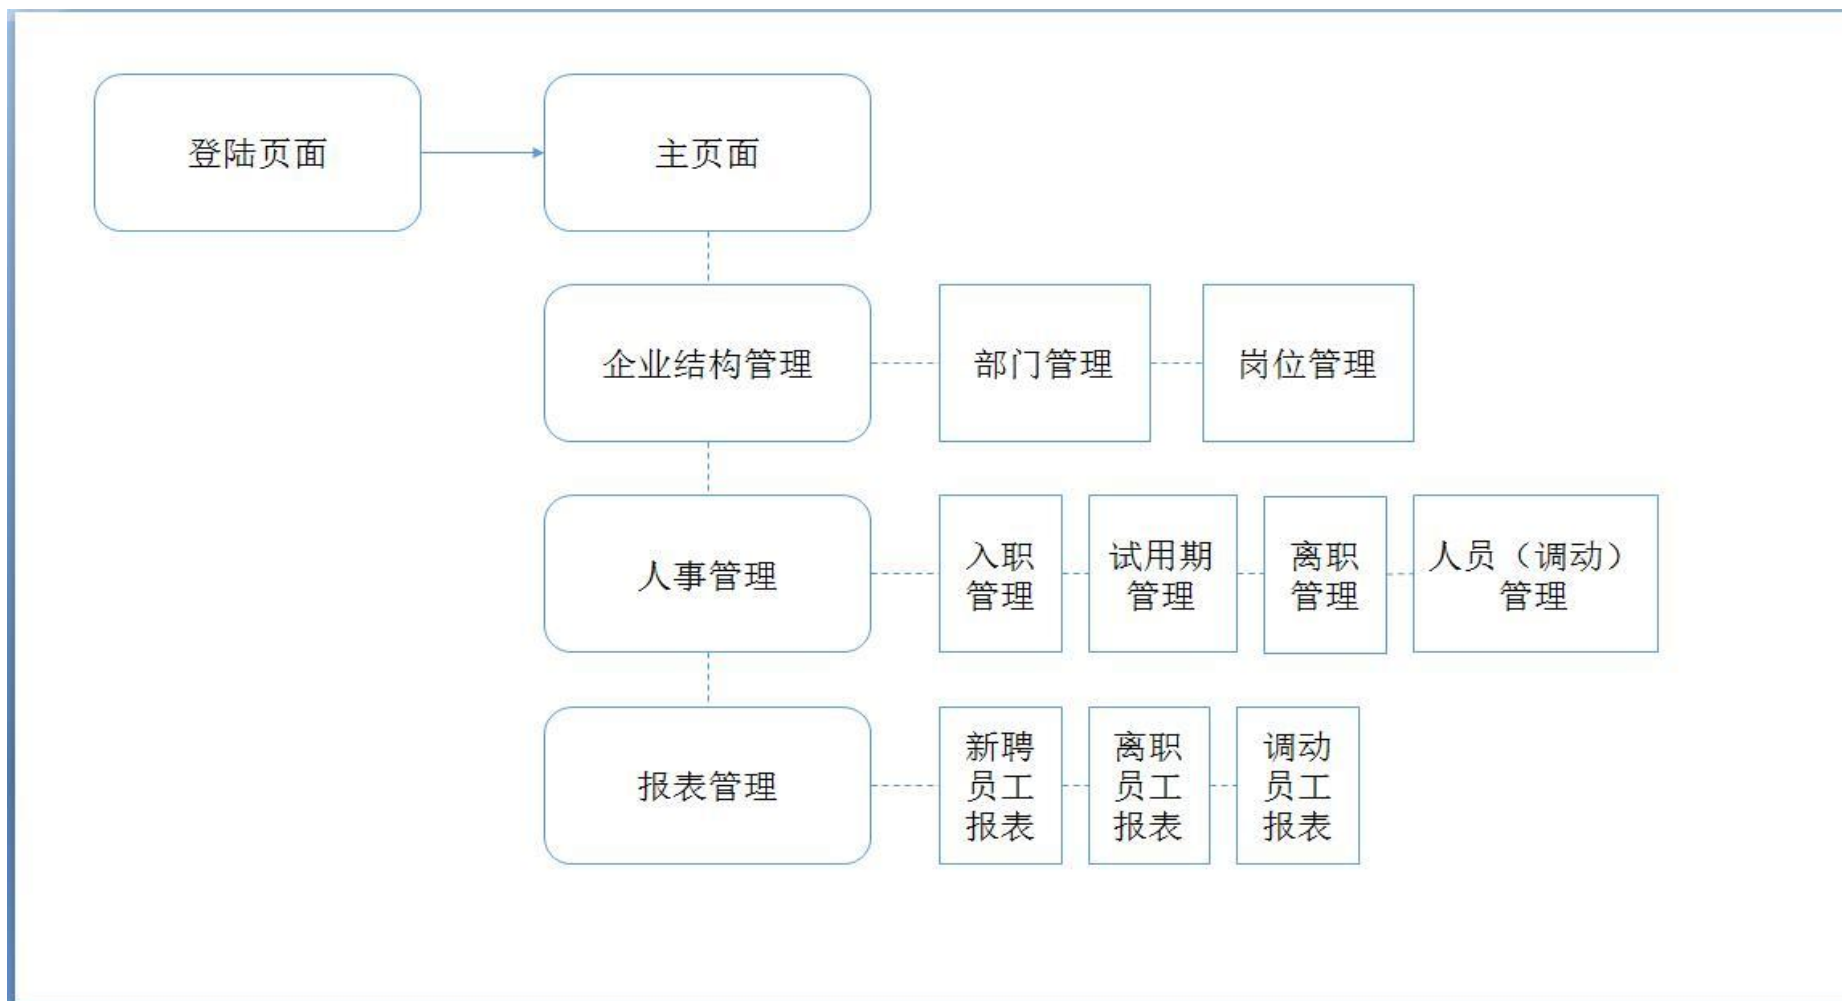 登陆页面
主页面
企业结构管理
部门管理
岗位管理
人事管理
入职
管理
试用期
管理
离职
管理
人员（调动）
管理
报表管理
新聘
员工
报表
离职
员工
报表
调动
员工
报表